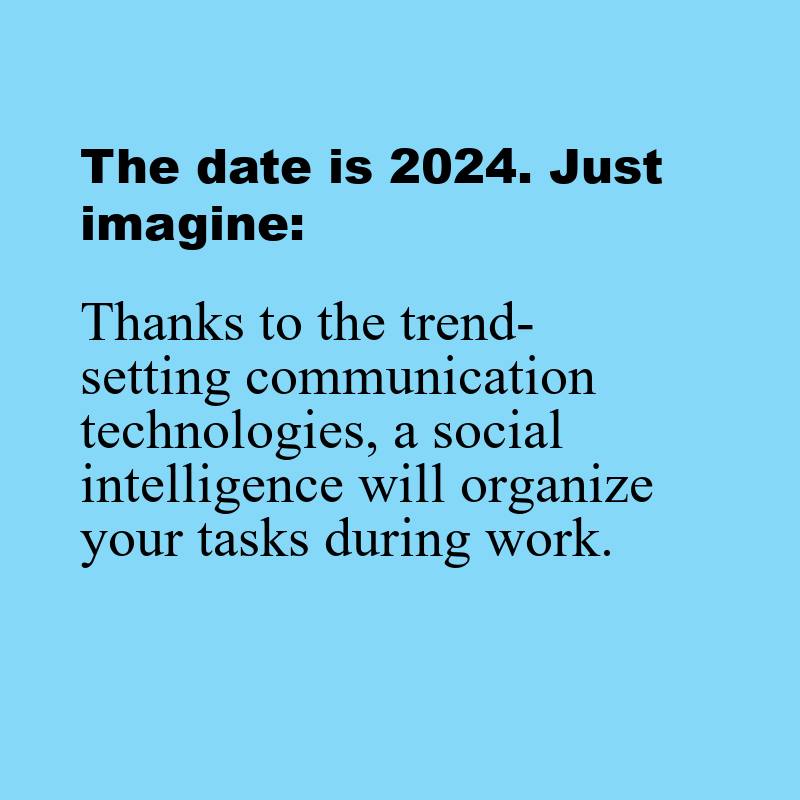 The date is 2024. Just
imagine:
Thanks to the trend-
setting communication
technologies, a social
intelligence will organize
your tasks during work.